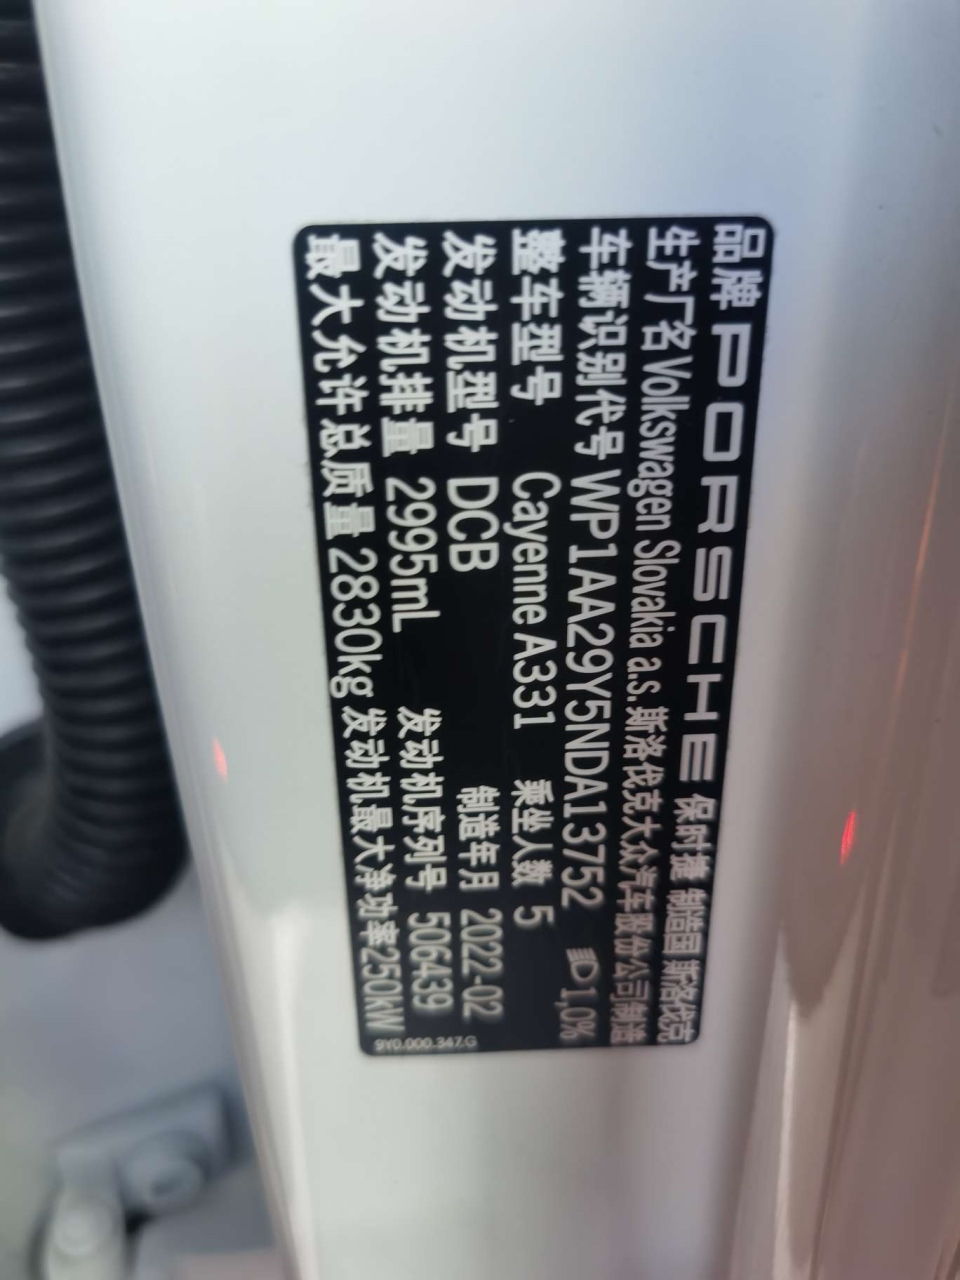 品牌 PORSCHE 保时捷 制造国 斯洛伐克
生产厂名 Volkswagen Slovakia a.s.斯洛伐克大众汽车股份公司制造
车辆识别代号 WP1AA29Y5NDA13752 1,0%
整车型号 Cayenne A331 乘坐人数 5
发动机型号 DCB 制造年月 2022-02
发动机排量 2995mL 发动机序列号 506439
最大允许总质量 2830kg 发动机最大净功率250kW
9Y0.000.347.G